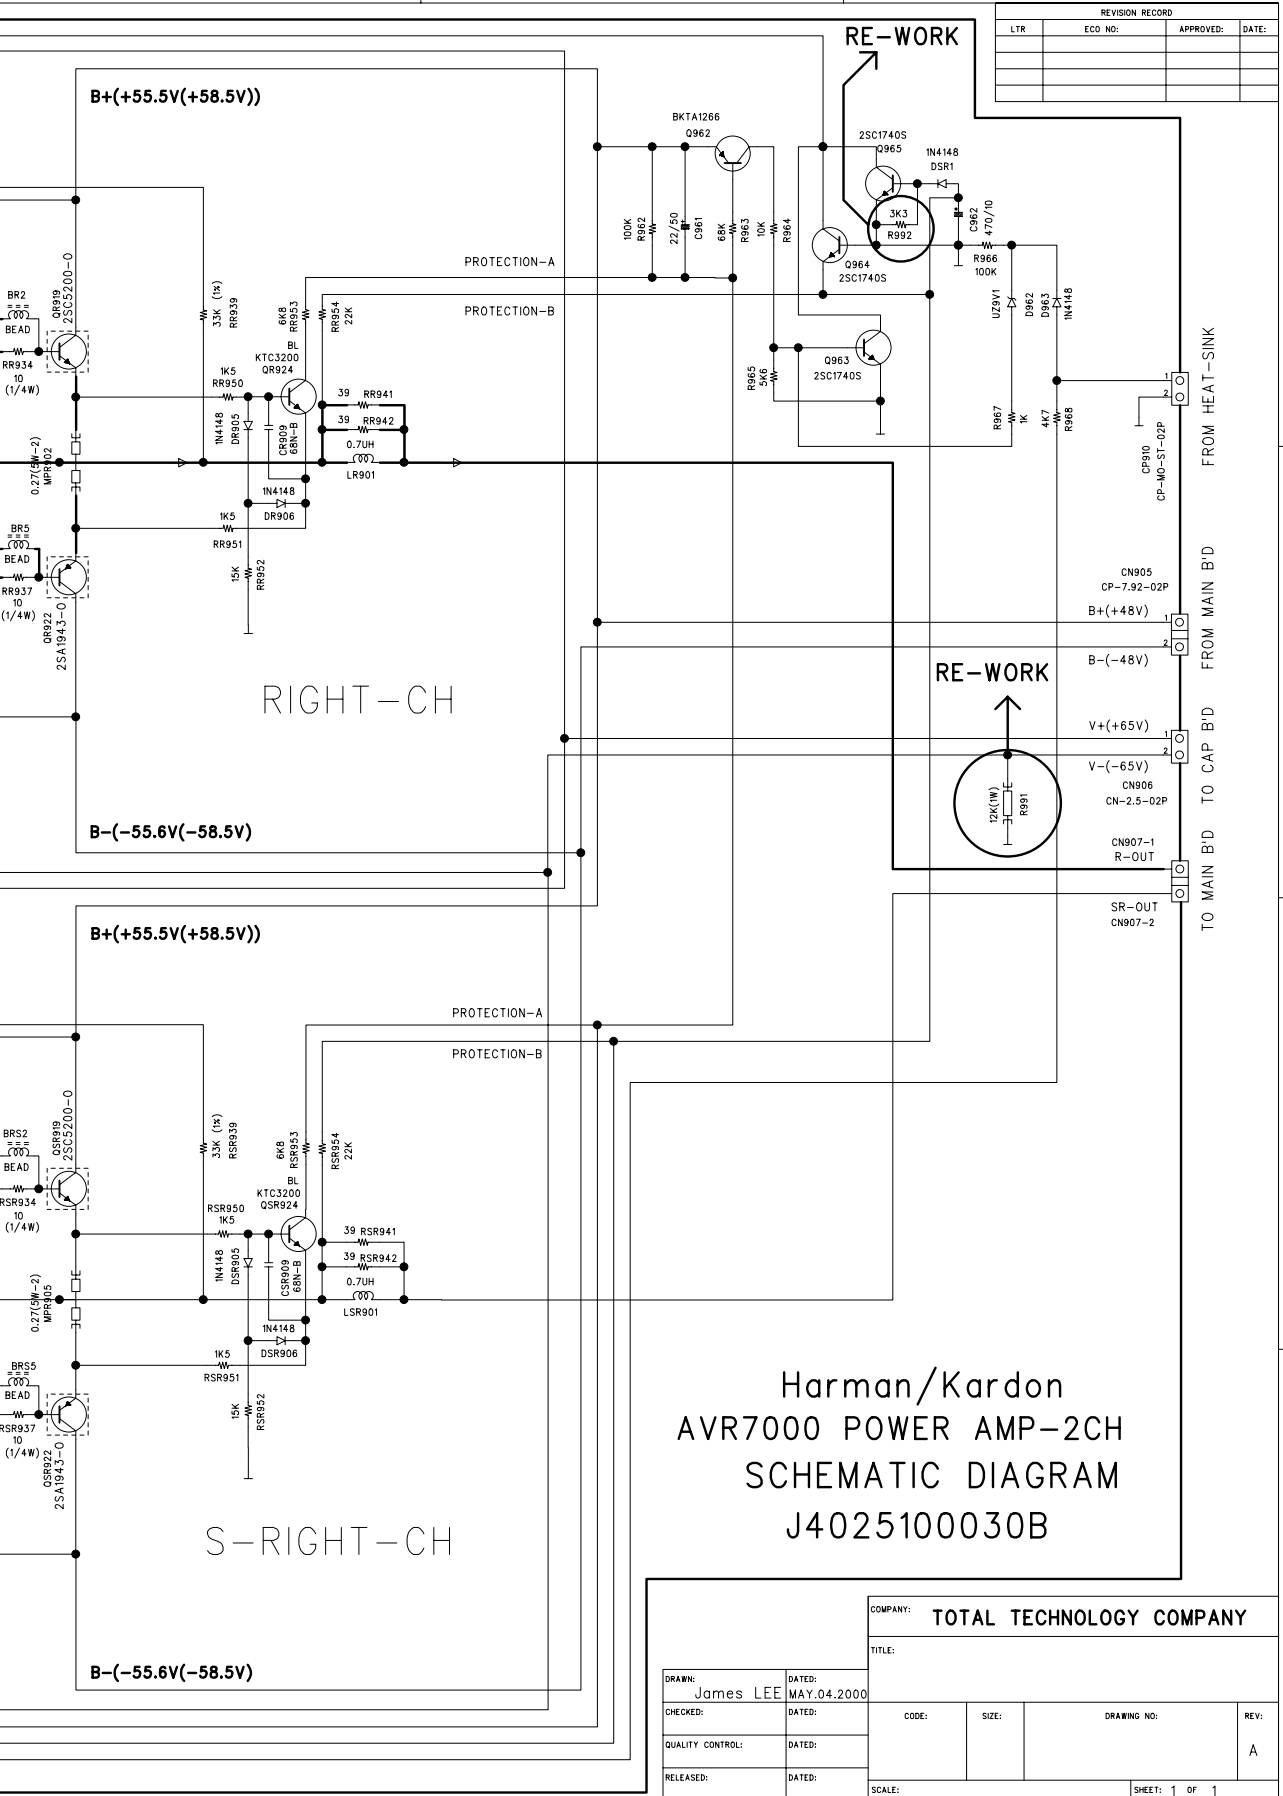 REVISION RECORD
LTR ECO NO: APPROVED: DATE:
RE-WORK
B+(+55.5V(+58.5V))
BKTA1266
Q962
2SC1740S
Q965
1N4148
DSR1
100K
R962
22/50
C961
68K
R963
10K
R964
3K3
R992
C962
470/10
R966
100K
Q964
2SC1740S
PROTECTION-A
PROTECTION-B
QR919
2SC5200-O
BR2
BEAD
RR934
10
(1/4W)
33K (1%)
RR939
6K8
RR953
RR954
22K
BL
KTC3200
QR924
1K5
RR950
1N4148
DR905
CR909
68N-B
39 RR941
39 RR942
0.7UH
LR901
0.27(5W-2)
MPR902
1N4148
DR906
1K5
RR951
15K
RR952
BR5
BEAD
RR937
10
(1/4W)
QR922
2SA1943-O
UZ9V1
D962
D963
1N4148
Q963
2SC1740S
R965
5K6
R967
1K
4K7
R968
1
2
CP910
CP-MO-ST-02P
FROM HEAT-SINK
CN905
CP-7.92-02P
B+(+48V)
1
2
B-(-48V)
FROM MAIN B'D
RIGHT-CH
RE-WORK
V+(+65V)
1
2
V-(-65V)
CN906
CN-2.5-02P
TO CAP B'D
12K(1W)
R991
B-(-55.6V(-58.5V)
CN907-1
R-OUT
SR-OUT
CN907-2
TO MAIN B'D
B+(+55.5V(+58.5V))
PROTECTION-A
PROTECTION-B
QSR919
2SC5200-O
BRS2
BEAD
RSR934
10
(1/4W)
33K (1%)
RSR939
6K8
RSR953
RSR954
22K
BL
KTC3200
QSR924
RSR950
1K5
1N4148
DSR905
CSR909
68N-B
39 RSR941
39 RSR942
0.7UH
LSR901
0.27(5W-2)
MPR905
1N4148
DSR906
1K5
RSR951
15K
RSR952
BRS5
BEAD
RSR937
10
(1/4W)
QSR922
2SA1943-O
S-RIGHT-CH
Harman/Kardon
AVR7000 POWER AMP-2CH
SCHEMATIC DIAGRAM
J4025100030B
B-(-55.6V(-58.5V)
COMPANY: TOTAL TECHNOLOGY COMPANY
TITLE:
DRAWN: James LEE DATED: MAY.04.2000
CHECKED: DATED:
QUALITY CONTROL: DATED:
RELEASED: DATED:
CODE: SIZE: DRAWING NO: REV:
A
SCALE: SHEET: 1 OF 1